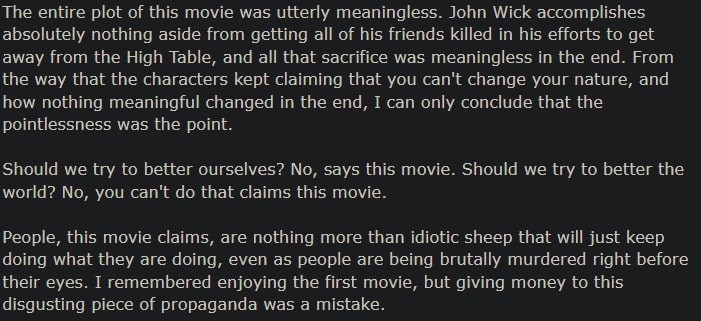 The entire plot of this movie was utterly meaningless. John Wick accomplishes
absolutely nothing aside from getting all of his friends killed in his efforts to get
away from the High Table, and all that sacrifice was meaningless in the end. From
the way that the characters kept claiming that you can't change your nature, and
how nothing meaningful changed in the end, I can only conclude that the
pointlessness was the point.

Should we try to better ourselves? No, says this movie. Should we try to better the
world? No, you can't do that claims this movie.

People, this movie claims, are nothing more than idiotic sheep that will just keep
doing what they are doing, even as people are being brutally murdered right before
their eyes. I remembered enjoying the first movie, but giving money to this
disgusting piece of propaganda was a mistake.